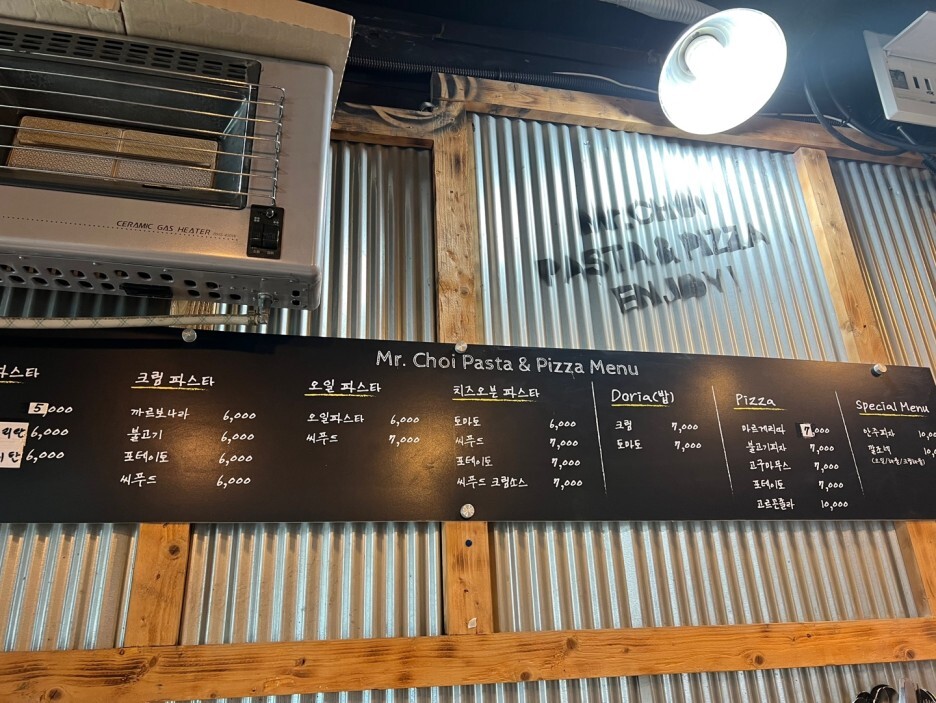 CERAMIC GAS HEATER
Mr. CHOI
PASTA & PIZZA
ENJOY!
Mr. Choi Pasta & Pizza Menu
파스타
5,000
6,000
6,000
크림 파스타
까르보나라 6,000
불고기 6,000
포테이토 6,000
씨푸드 6,000
오일 파스타
오일파스타 6,000
씨푸드 7,000
치즈오븐 파스타
토마토 6,000
씨푸드 7,000
포테이토 7,000
씨푸드 크림소스 7,000
Doria(밥)
크림 7,000
토마토 7,000
Pizza
마르게리타 7,000
불고기피자 7,000
고구마무스 7,000
포테이토 7,000
고르곤졸라 10,000
Special Menu
안주피자